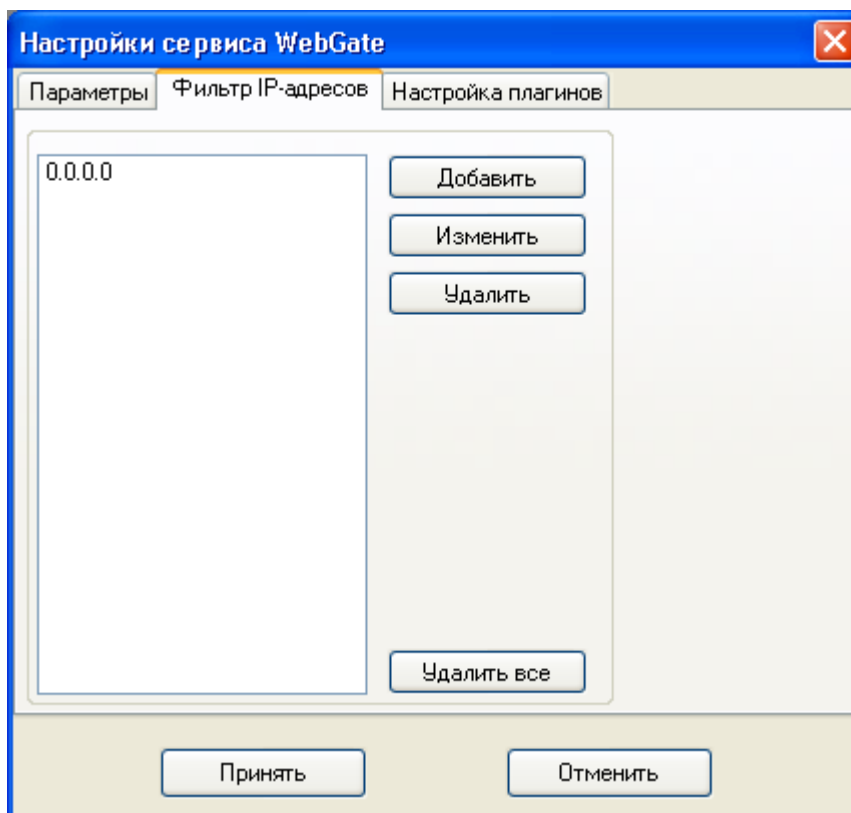 Настройки сервиса WebGate
Параметры Фильтр IP-адресов Настройка плагинов
0.0.0.0
Добавить
Изменить
Удалить
Удалить все
Принять Отменить